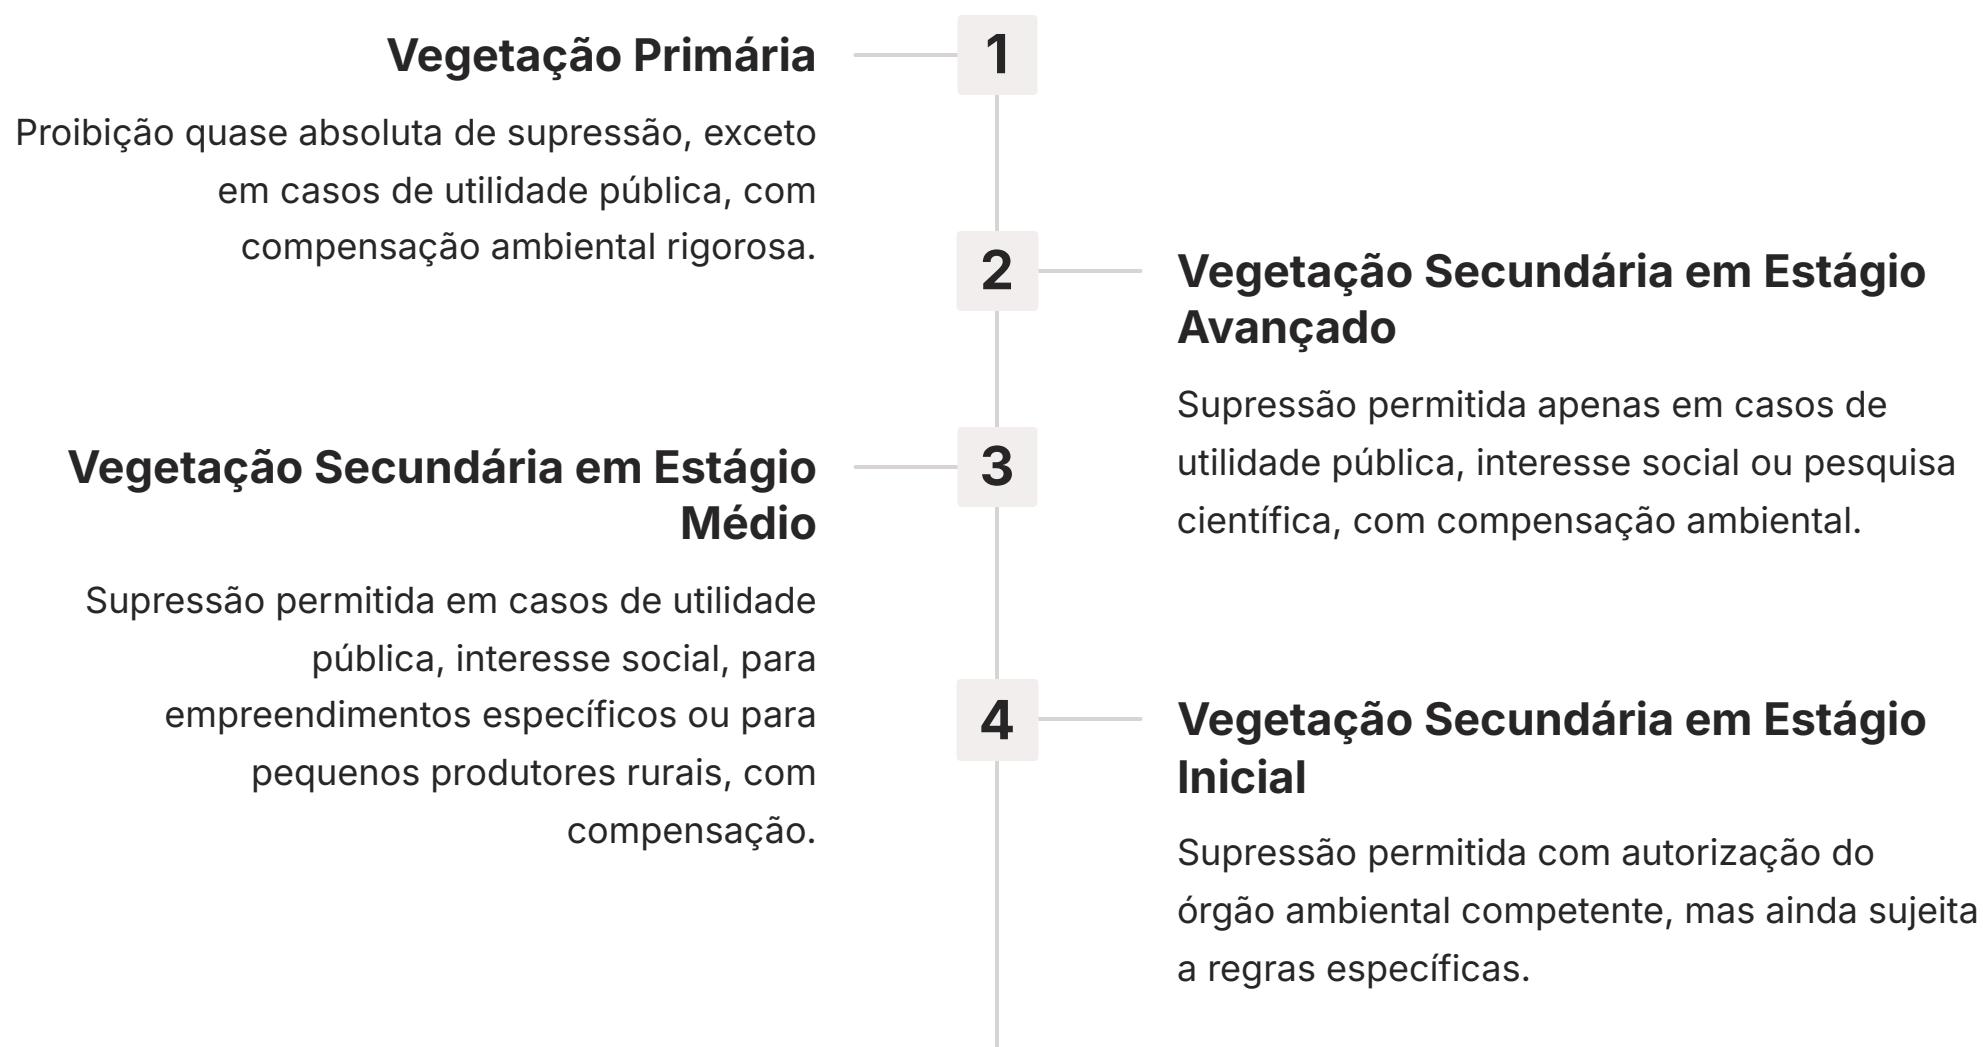 Vegetação Primária
1
Proibição quase absoluta de supressão, exceto
em casos de utilidade pública, com
compensação ambiental rigorosa.
2
Vegetação Secundária em Estágio
Avançado
Supressão permitida apenas em casos de
utilidade pública, interesse social ou pesquisa
científica, com compensação ambiental.
Vegetação Secundária em Estágio
Médio
3
Supressão permitida em casos de utilidade
pública, interesse social, para
empreendimentos específicos ou para
pequenos produtores rurais, com
compensação.
4
Vegetação Secundária em Estágio
Inicial
Supressão permitida com autorização do
órgão ambiental competente, mas ainda sujeita
a regras específicas.